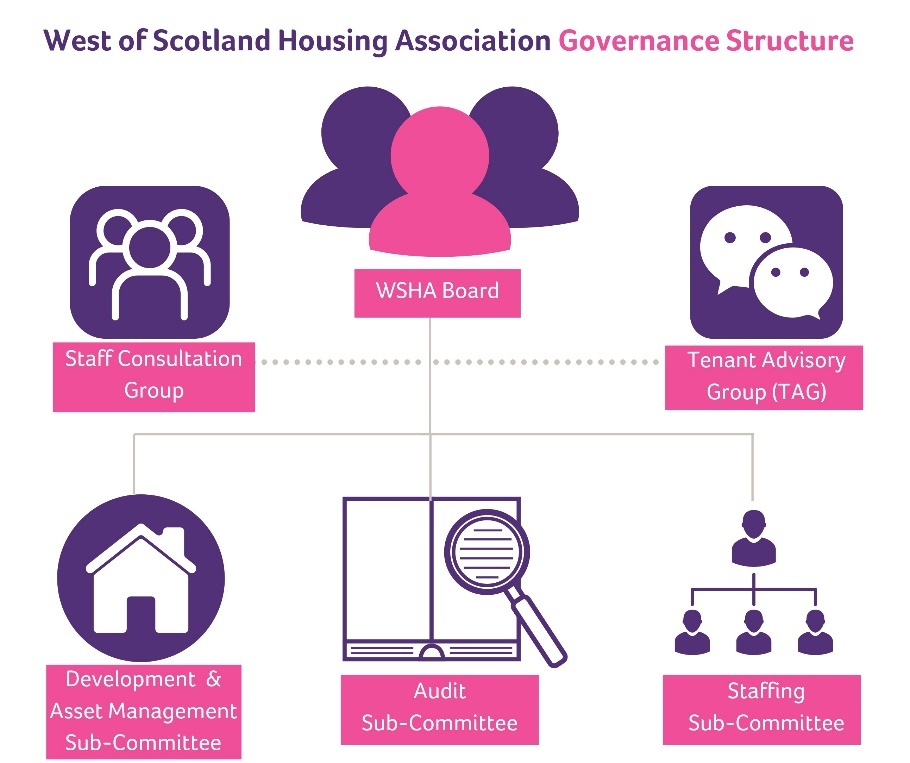 West of Scotland Housing Association Governance Structure
WSHA Board
Staff Consultation
Group
Tenant Advisory
Group (TAG)
Development &
Asset Management
Sub-Committee
Audit
Sub-Committee
Staffing
Sub-Committee